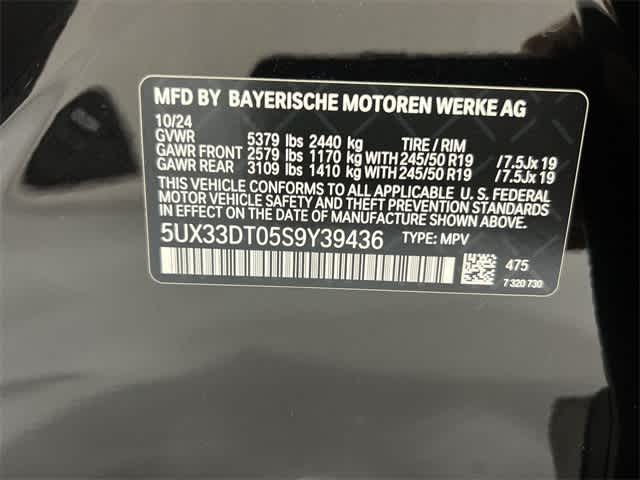 MFD BY BAYERISCHE MOTOREN WERKE AG
10/24
GVWR 5379 lbs 2440 kg TIRE / RIM
GAWR FRONT 2579 lbs 1170 kg WITH 245/50 R19 / 7.5Jx 19
GAWR REAR 3109 lbs 1410 kg WITH 245/50 R19 / 7.5Jx 19
THIS VEHICLE CONFORMS TO ALL APPLICABLE U. S. FEDERAL
MOTOR VEHICLE SAFETY AND THEFT PREVENTION STANDARDS
IN EFFECT ON THE DATE OF MANUFACTURE SHOWN ABOVE.
5UX33DT05S9Y39436 TYPE: MPV
475
7 320 730